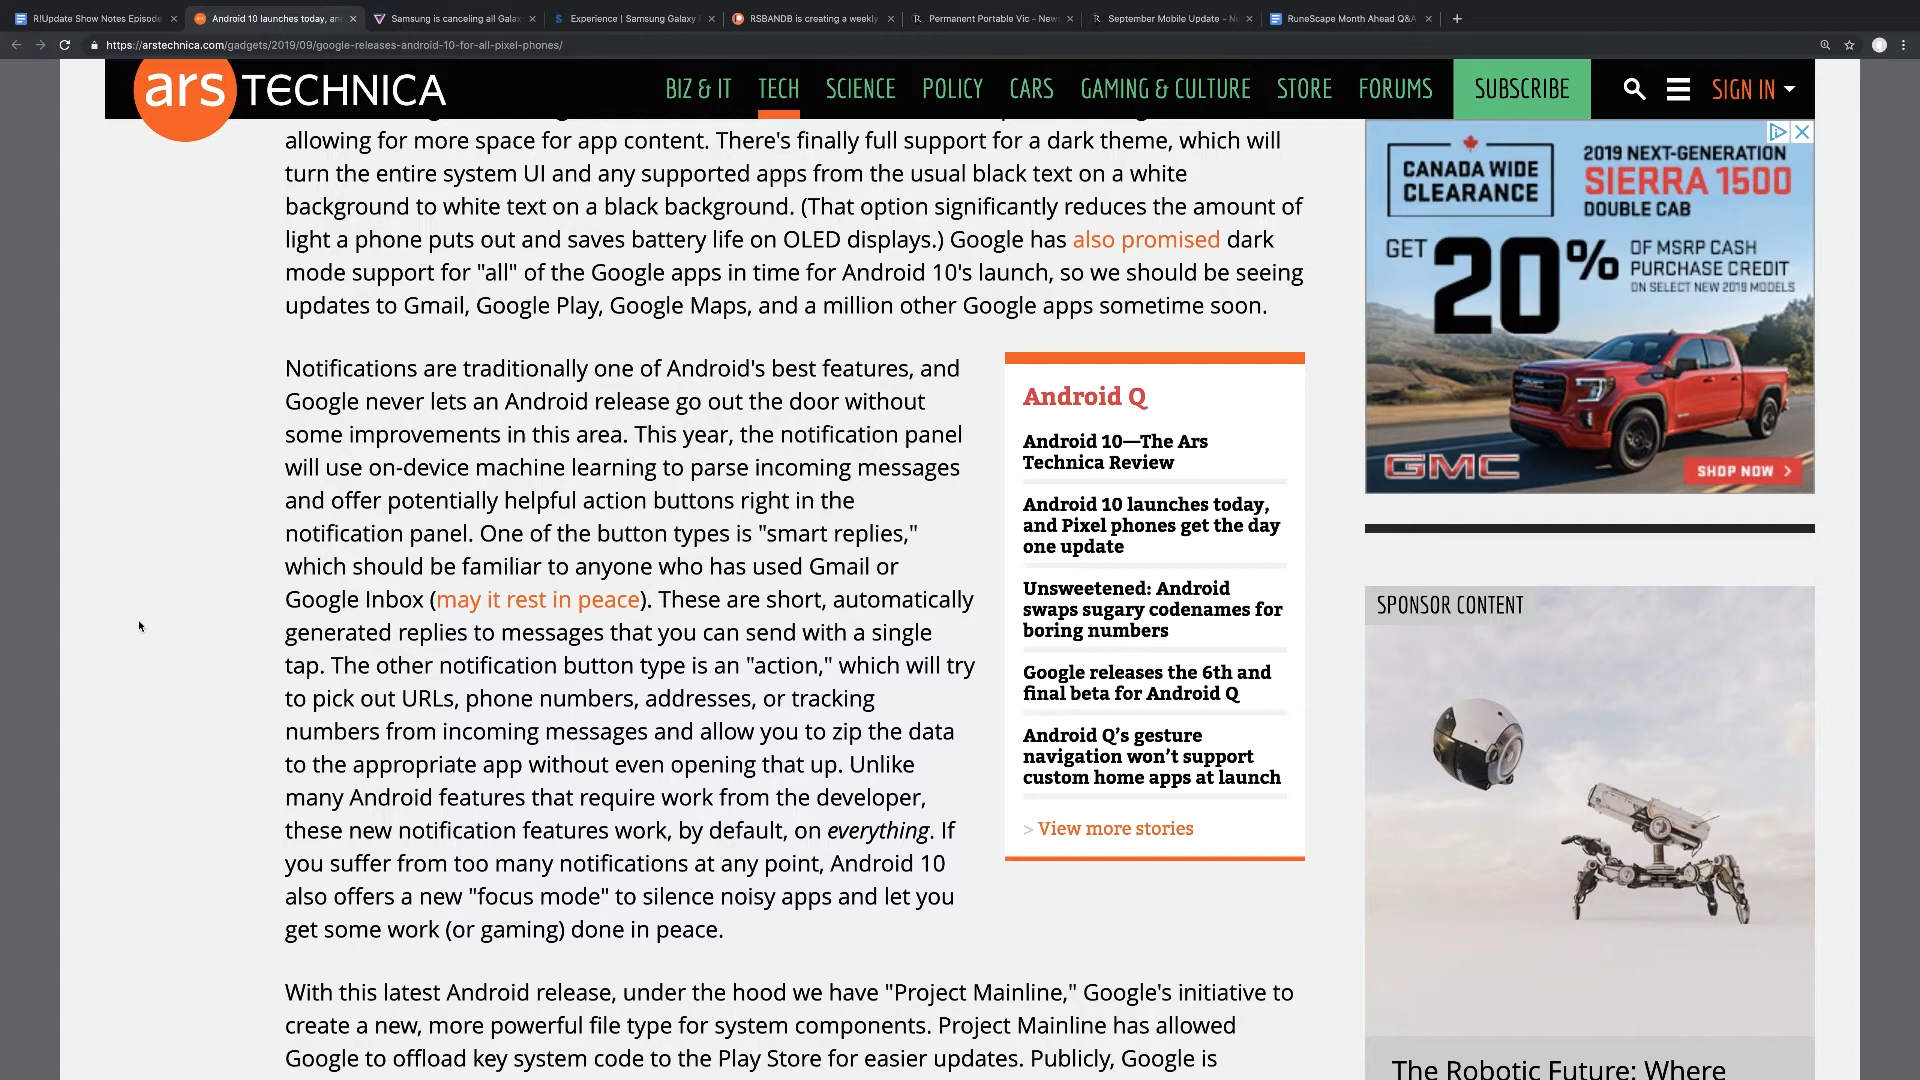 R!Update Show Notes Episode
Android 10 launches today, an
Samsung is canceling all Gala
Experience | Samsung Galaxy
RSBANDB is creating a weekly
Permanent Portable Vic - New
September Mobile Update - N
RuneScape Month Ahead Q&A
https://arstechnica.com/gadgets/2019/09/google-releases-android-10-for-all-pixel-phones/
ars TECHNICA
BIZ & IT
TECH
SCIENCE
POLICY
CARS
GAMING & CULTURE
STORE
FORUMS
SUBSCRIBE
SIGN IN
allowing for more space for app content. There's finally full support for a dark theme, which will
turn the entire system UI and any supported apps from the usual black text on a white
background to white text on a black background. (That option significantly reduces the amount of
light a phone puts out and saves battery life on OLED displays.) Google has also promised dark
mode support for "all" of the Google apps in time for Android 10's launch, so we should be seeing
updates to Gmail, Google Play, Google Maps, and a million other Google apps sometime soon.
Notifications are traditionally one of Android's best features, and
Google never lets an Android release go out the door without
some improvements in this area. This year, the notification panel
will use on-device machine learning to parse incoming messages
and offer potentially helpful action buttons right in the
notification panel. One of the button types is "smart replies,"
which should be familiar to anyone who has used Gmail or
Google Inbox (may it rest in peace). These are short, automatically
generated replies to messages that you can send with a single
tap. The other notification button type is an "action," which will try
to pick out URLs, phone numbers, addresses, or tracking
numbers from incoming messages and allow you to zip the data
to the appropriate app without even opening that up. Unlike
many Android features that require work from the developer,
these new notification features work, by default, on everything. If
you suffer from too many notifications at any point, Android 10
also offers a new "focus mode" to silence noisy apps and let you
get some work (or gaming) done in peace.
With this latest Android release, under the hood we have "Project Mainline," Google's initiative to
create a new, more powerful file type for system components. Project Mainline has allowed
Google to offload key system code to the Play Store for easier updates. Publicly, Google is
Android Q
Android 10—The Ars
Technica Review
Android 10 launches today,
and Pixel phones get the day
one update
Unsweetened: Android
swaps sugary codenames for
boring numbers
Google releases the 6th and
final beta for Android Q
Android Q's gesture
navigation won't support
custom home apps at launch
> View more stories
CANADA WIDE
CLEARANCE
2019 NEXT-GENERATION
SIERRA 1500
DOUBLE CAB
GET 20% OF MSRP CASH
PURCHASE CREDIT
ON SELECT NEW 2019 MODELS
GMC
SHOP NOW >
SPONSOR CONTENT
The Robotic Future: Where